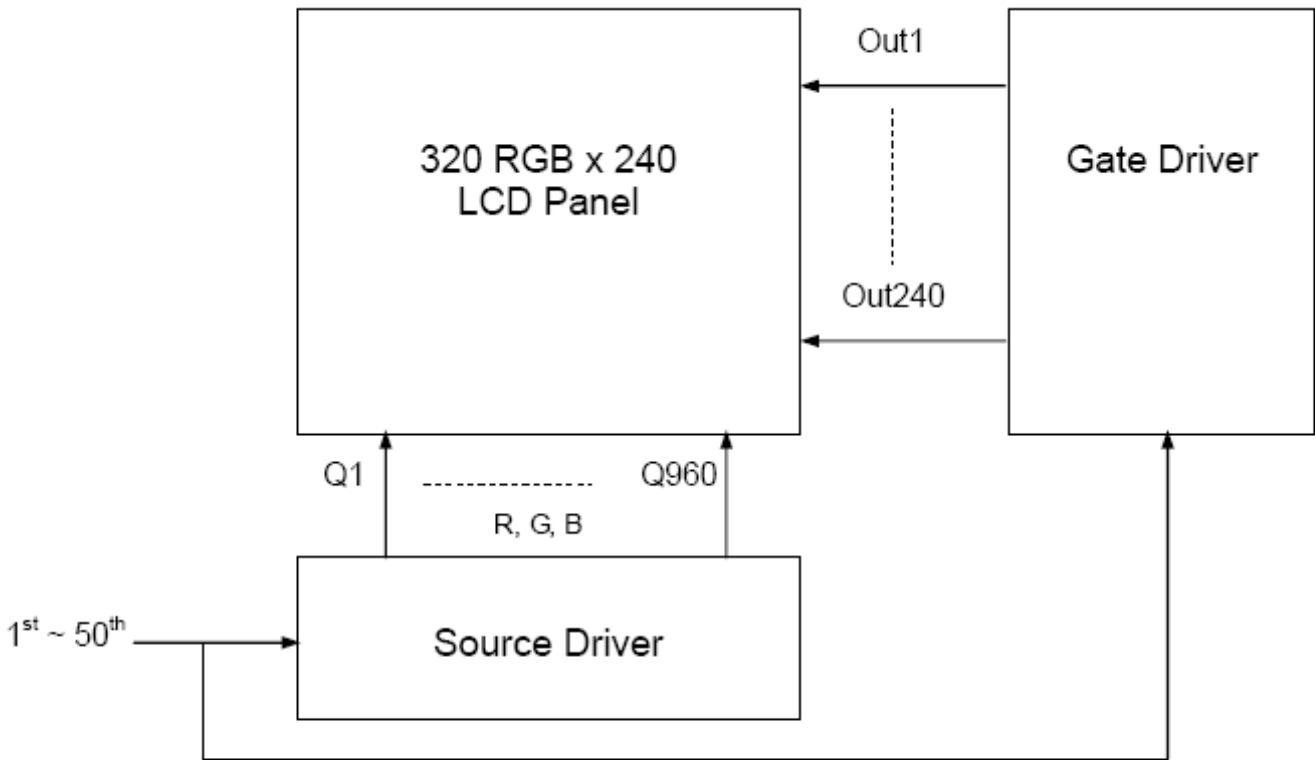 320 RGB x 240
LCD Panel
Out1
Gate Driver
Out240
Q1
Q960
R, G, B
1st ~ 50th
Source Driver